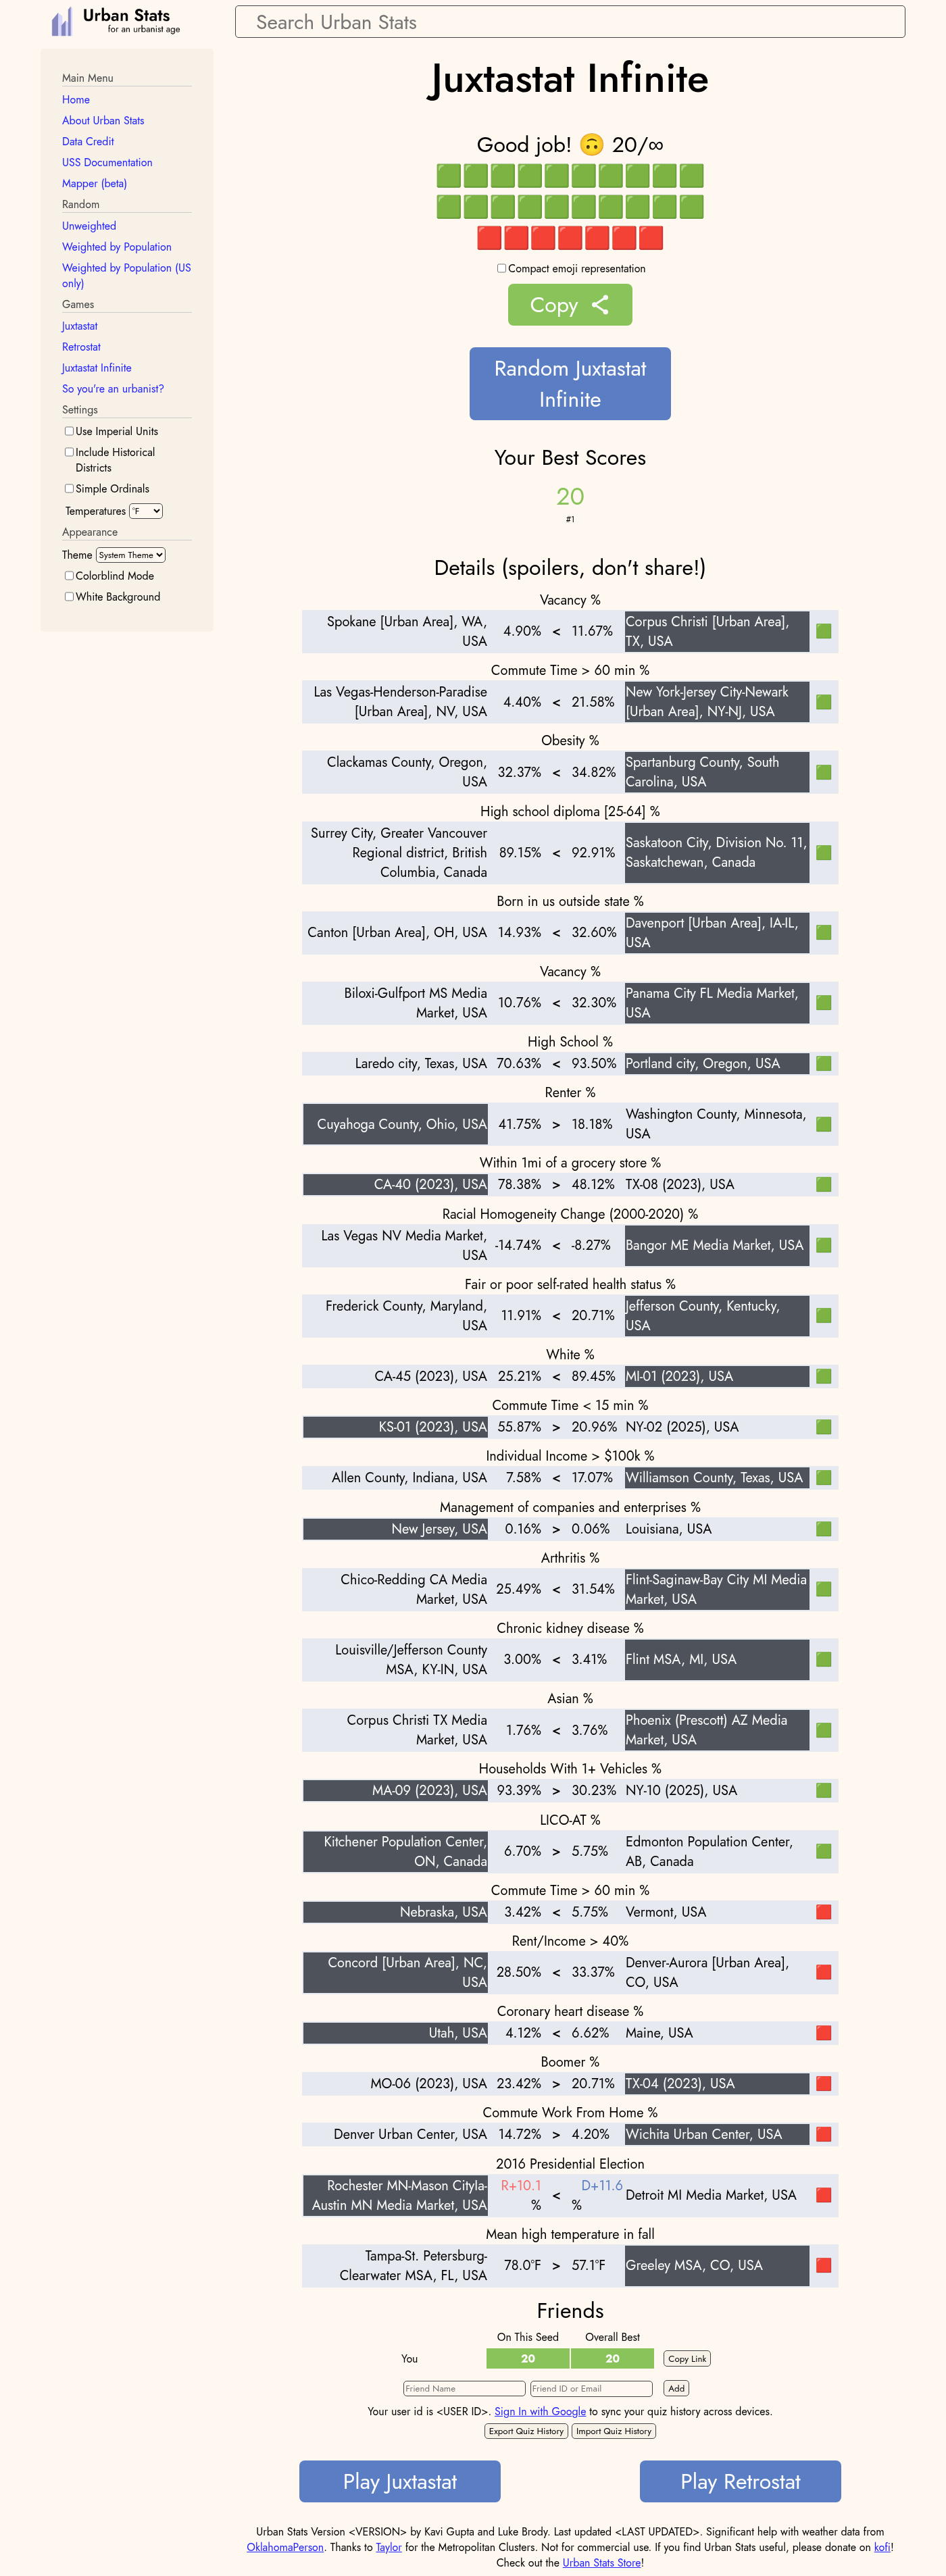 Urban Stats
for an urbanist age
Search Urban Stats
Main Menu
Home
About Urban Stats
Data Credit
USS Documentation
Mapper (beta)
Random
Unweighted
Weighted by Population
Weighted by Population (US
only)
Games
Juxtastat
Retrostat
Juxtastat Infinite
So you're an urbanist?
Settings
Use Imperial Units
Include Historical
Districts
Simple Ordinals
Temperatures °F
Appearance
Theme System Theme
Colorblind Mode
White Background
Juxtastat Infinite
Good job! 🙃 20/∞
Compact emoji representation
Copy
Random Juxtastat
Infinite
Your Best Scores
20
#1
Details (spoilers, don't share!)
Vacancy %
Spokane [Urban Area], WA,
USA
4.90% < 11.67%
Corpus Christi [Urban Area],
TX, USA
Commute Time > 60 min %
Las Vegas-Henderson-Paradise
[Urban Area], NV, USA
4.40% < 21.58%
New York-Jersey City-Newark
[Urban Area], NY-NJ, USA
Obesity %
Clackamas County, Oregon,
USA
32.37% < 34.82%
Spartanburg County, South
Carolina, USA
High school diploma [25-64] %
Surrey City, Greater Vancouver
Regional district, British
Columbia, Canada
89.15% < 92.91%
Saskatoon City, Division No. 11,
Saskatchewan, Canada
Born in us outside state %
Canton [Urban Area], OH, USA 14.93% < 32.60%
Davenport [Urban Area], IA-IL,
USA
Vacancy %
Biloxi-Gulfport MS Media
Market, USA
10.76% < 32.30%
Panama City FL Media Market,
USA
High School %
Laredo city, Texas, USA 70.63% < 93.50% Portland city, Oregon, USA
Renter %
Cuyahoga County, Ohio, USA 41.75% > 18.18%
Washington County, Minnesota,
USA
Within 1mi of a grocery store %
CA-40 (2023), USA 78.38% > 48.12% TX-08 (2023), USA
Racial Homogeneity Change (2000-2020) %
Las Vegas NV Media Market,
USA
-14.74% < -8.27% Bangor ME Media Market, USA
Fair or poor self-rated health status %
Frederick County, Maryland,
USA
11.91% < 20.71%
Jefferson County, Kentucky,
USA
White %
CA-45 (2023), USA 25.21% < 89.45% MI-01 (2023), USA
Commute Time < 15 min %
KS-01 (2023), USA 55.87% > 20.96% NY-02 (2025), USA
Individual Income > $100k %
Allen County, Indiana, USA 7.58% < 17.07% Williamson County, Texas, USA
Management of companies and enterprises %
New Jersey, USA 0.16% > 0.06% Louisiana, USA
Arthritis %
Chico-Redding CA Media
Market, USA
25.49% < 31.54%
Flint-Saginaw-Bay City MI Media
Market, USA
Chronic kidney disease %
Louisville/Jefferson County
MSA, KY-IN, USA
3.00% < 3.41% Flint MSA, MI, USA
Asian %
Corpus Christi TX Media
Market, USA
1.76% < 3.76%
Phoenix (Prescott) AZ Media
Market, USA
Households With 1+ Vehicles %
MA-09 (2023), USA 93.39% > 30.23% NY-10 (2025), USA
LICO-AT %
Kitchener Population Center,
ON, Canada
6.70% > 5.75%
Edmonton Population Center,
AB, Canada
Commute Time > 60 min %
Nebraska, USA 3.42% < 5.75% Vermont, USA
Rent/Income > 40%
Concord [Urban Area], NC,
USA
28.50% < 33.37%
Denver-Aurora [Urban Area],
CO, USA
Coronary heart disease %
Utah, USA 4.12% < 6.62% Maine, USA
Boomer %
MO-06 (2023), USA 23.42% > 20.71% TX-04 (2023), USA
Commute Work From Home %
Denver Urban Center, USA 14.72% > 4.20% Wichita Urban Center, USA
2016 Presidential Election
Rochester MN-Mason CityIa-
Austin MN Media Market, USA
R+10.1
%
<
D+11.6
%
Detroit MI Media Market, USA
Mean high temperature in fall
Tampa-St. Petersburg-
Clearwater MSA, FL, USA
78.0°F > 57.1°F Greeley MSA, CO, USA
Friends
On This Seed Overall Best
You 20 20 Copy Link
Friend Name Friend ID or Email Add
Your user id is <USER ID>. Sign In with Google to sync your quiz history across devices.
Export Quiz History Import Quiz History
Play Juxtastat Play Retrostat
Urban Stats Version <VERSION> by Kavi Gupta and Luke Brody. Last updated <LAST UPDATED>. Significant help with weather data from
OklahomaPerson. Thanks to Taylor for the Metropolitan Clusters. Not for commercial use. If you find Urban Stats useful, please donate on kofi!
Check out the Urban Stats Store!